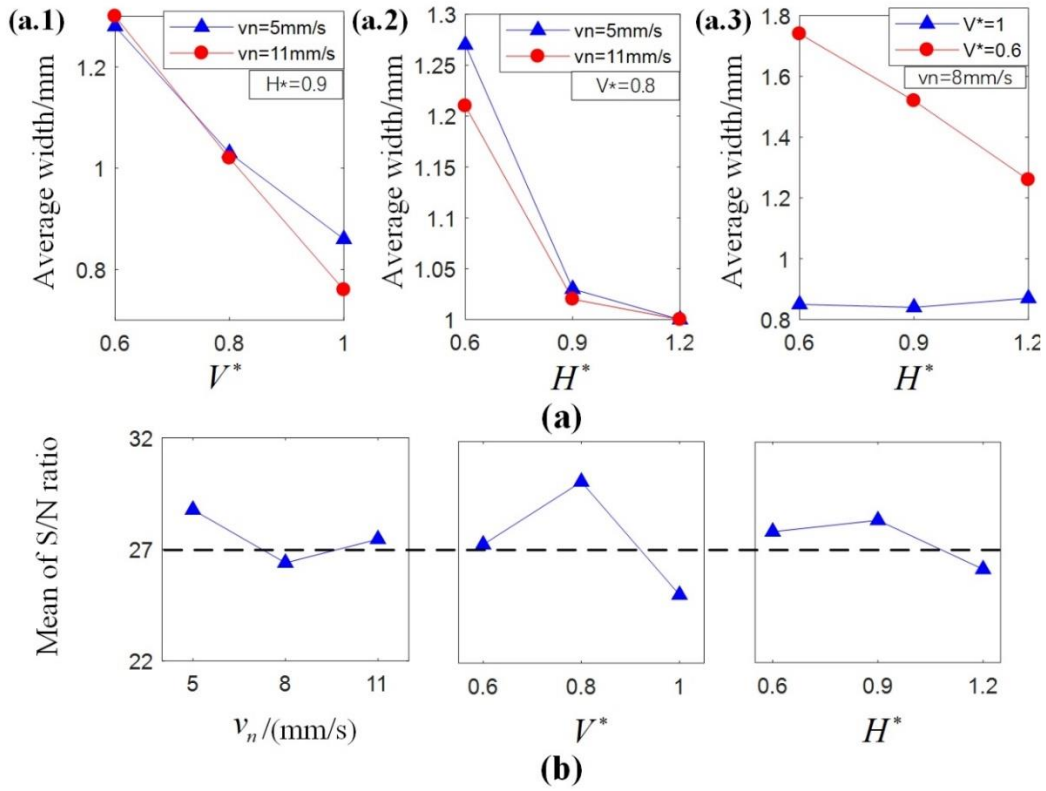 (a.1)
vn=5mm/s
vn=11mm/s
H*=0.9
Average width/mm
1.2
1
0.8
0.6 0.8 1
V*
(a.2)
vn=5mm/s
vn=11mm/s
V*=0.8
Average width/mm
1.3
1.25
1.2
1.15
1.1
1.05
1
0.6 0.9 1.2
H*
(a.3)
V*=1
V*=0.6
vn=8mm/s
Average width/mm
1.8
1.6
1.4
1.2
1
0.8
0.6 0.9 1.2
H*
(a)
Mean of S/N ratio
32
27
22
5 8 11
vn/(mm/s)
0.6 0.8 1
V*
0.6 0.9 1.2
H*
(b)